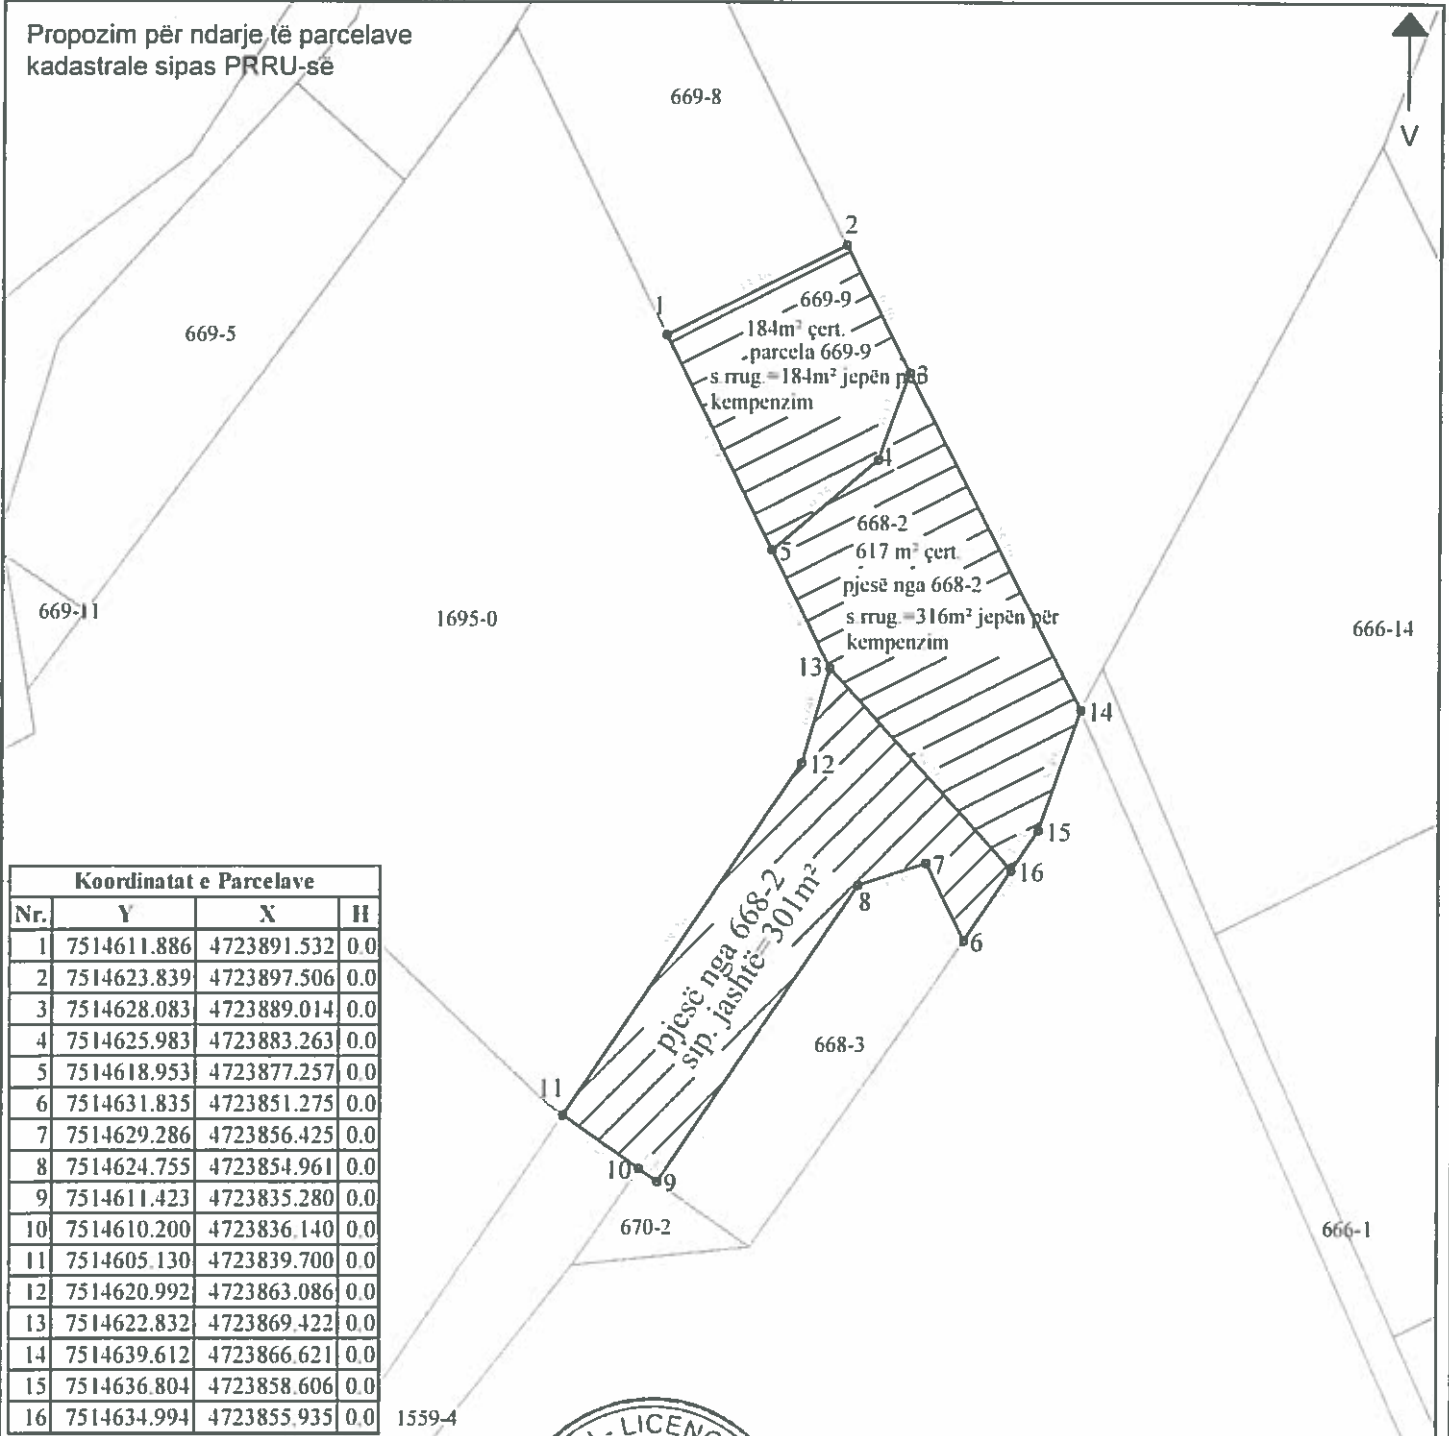 Propozim për ndarje të parcelave
kadastrale sipas PRRU-së
669-8
V
2
1
669-9
184m² çert.
parcela 669-9
s.rrug.=184m² jepën për
kempenzim
3
669-5
4
668-2
617 m² çert.
pjesë nga 668-2
s.rrug.=316m² jepën për
kempenzim
5
669-11
1695-0
666-14
13
14
12
15
16
7
8
6
pjesë nga 668-2
sip. jashtë=301m²
668-3
11
10
9
670-2
666-1
Koordinatat e Parcelave
Nr. Y X H
1 7514611.886 4723891.532 0.0
2 7514623.839 4723897.506 0.0
3 7514628.083 4723889.014 0.0
4 7514625.983 4723883.263 0.0
5 7514618.953 4723877.257 0.0
6 7514631.835 4723851.275 0.0
7 7514629.286 4723856.425 0.0
8 7514624.755 4723854.961 0.0
9 7514611.423 4723835.280 0.0
10 7514610.200 4723836.140 0.0
11 7514605.130 4723839.700 0.0
12 7514620.992 4723863.086 0.0
13 7514622.832 4723869.422 0.0
14 7514639.612 4723866.621 0.0
15 7514636.804 4723858.606 0.0
16 7514634.994 4723855.935 0.0
1559-4